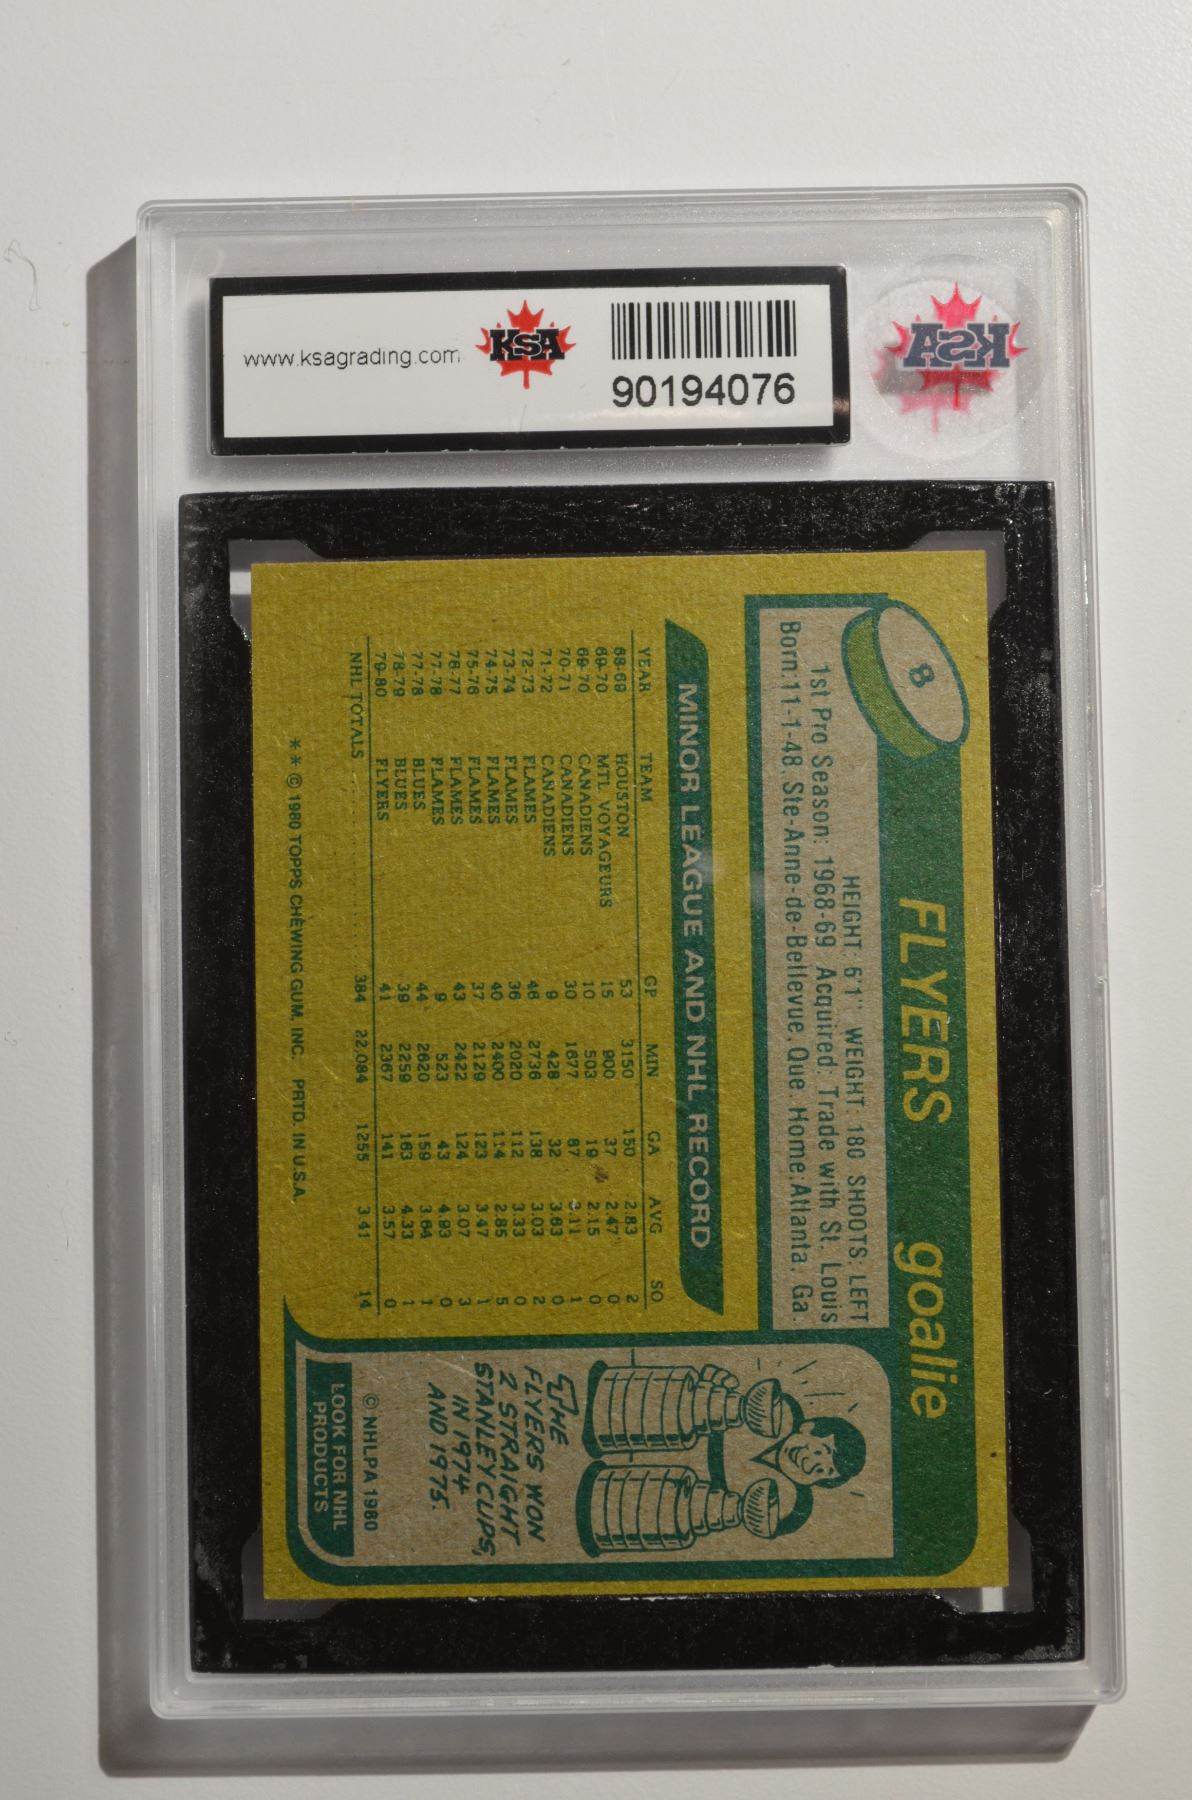 www.ksagrading.com
KSA
90194076
KSA
8
FLYERS goalie
HEIGHT: 6'1" WEIGHT: 180 SHOOTS: LEFT
1st Pro Season: 1968-69 Acquired: Trade with St. Louis
Born: 11-1-48, Ste-Anne-de-Bellevue, Que. Home: Atlanta, Ga.
MINOR LEAGUE AND NHL RECORD
YEAR TEAM GP MIN GA AVG SO
68-69 HOUSTON 53 3150 150 2.83 2
69-70 MTL VOYAGEURS 15 900 37 2.47 0
69-70 CANADIENS 10 503 19 2.15 0
70-71 CANADIENS 30 1677 87 3.11 1
71-72 CANADIENS 9 428 32 3.63 0
72-73 FLAMES 46 2736 138 3.03 2
73-74 FLAMES 36 2020 112 3.33 0
74-75 FLAMES 40 2400 114 2.85 5
75-76 FLAMES 37 2129 123 3.47 1
76-77 FLAMES 43 2422 124 3.07 3
77-78 FLAMES 9 523 43 4.93 0
77-78 BLUES 44 2620 159 3.64 1
78-79 BLUES 39 2259 163 4.33 1
79-80 FLYERS 41 2367 141 3.57 0
NHL TOTALS 384 22,084 1255 3.41 14
** © 1980 TOPPS CHEWING GUM, INC. PRTD. IN U.S.A.
THE
FLYERS WON
2 STRAIGHT
STANLEY CUPS,
IN 1974
AND 1975.
© NHLPA 1980
LOOK FOR NHL
PRODUCTS